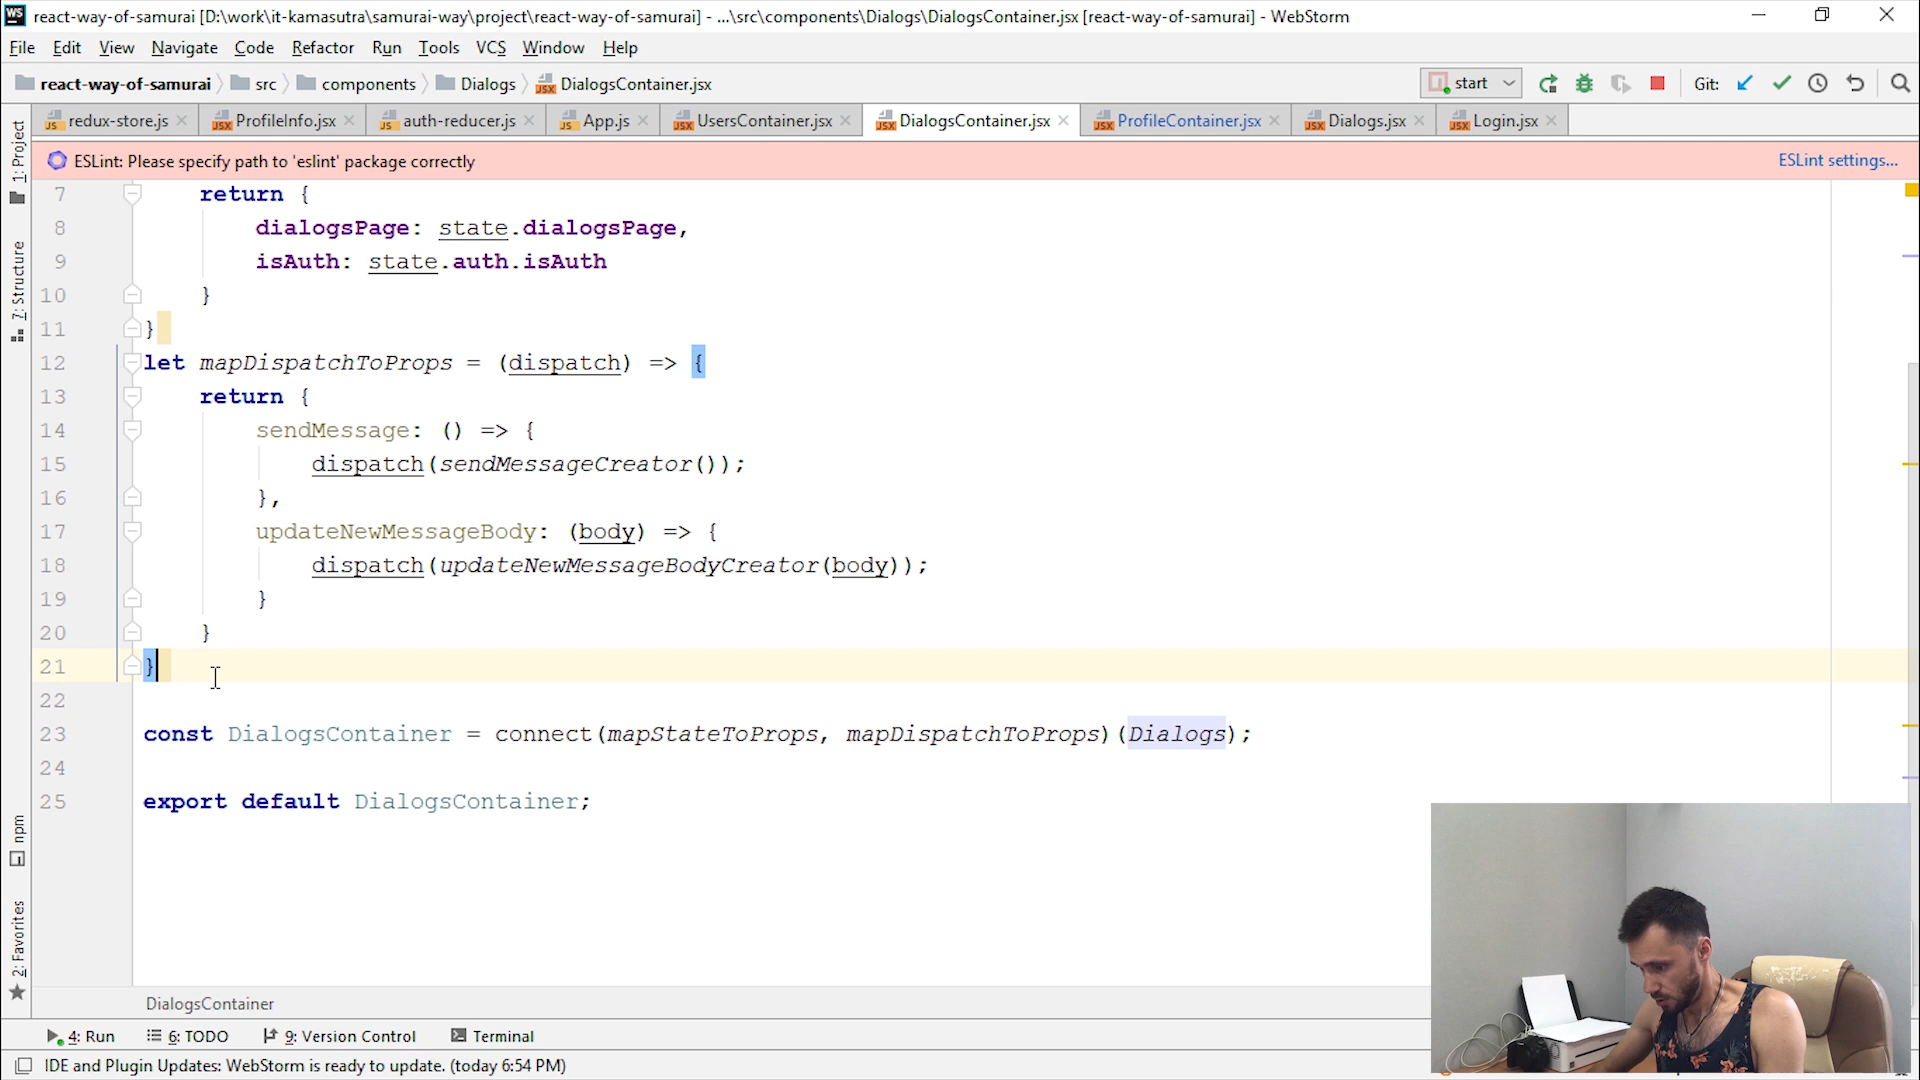 WS react-way-of-samurai [D:\work\it-kamasutra\samurai-way\project\react-way-of-samurai] - ...\src\components\Dialogs\DialogsContainer.jsx [react-way-of-samurai] - WebStorm
File Edit View Navigate Code Refactor Run Tools VCS Window Help
react-way-of-samurai src components Dialogs DialogsContainer.jsx start Git:
redux-store.js ProfileInfo.jsx auth-reducer.js App.js UsersContainer.jsx DialogsContainer.jsx ProfileContainer.jsx Dialogs.jsx Login.jsx
ESLint: Please specify path to 'eslint' package correctly ESLint settings...
1: Project
7: Structure
npm
2: Favorites
7 return {
8 dialogsPage: state.dialogsPage,
9 isAuth: state.auth.isAuth
10 }
11 }
12 let mapDispatchToProps = (dispatch) => {
13 return {
14 sendMessage: () => {
15 dispatch(sendMessageCreator());
16 },
17 updateNewMessageBody: (body) => {
18 dispatch(updateNewMessageBodyCreator(body));
19 }
20 }
21 }
22
23 const DialogsContainer = connect(mapStateToProps, mapDispatchToProps)(Dialogs);
24
25 export default DialogsContainer;
DialogsContainer
4: Run 6: TODO 9: Version Control Terminal
IDE and Plugin Updates: WebStorm is ready to update. (today 6:54 PM)